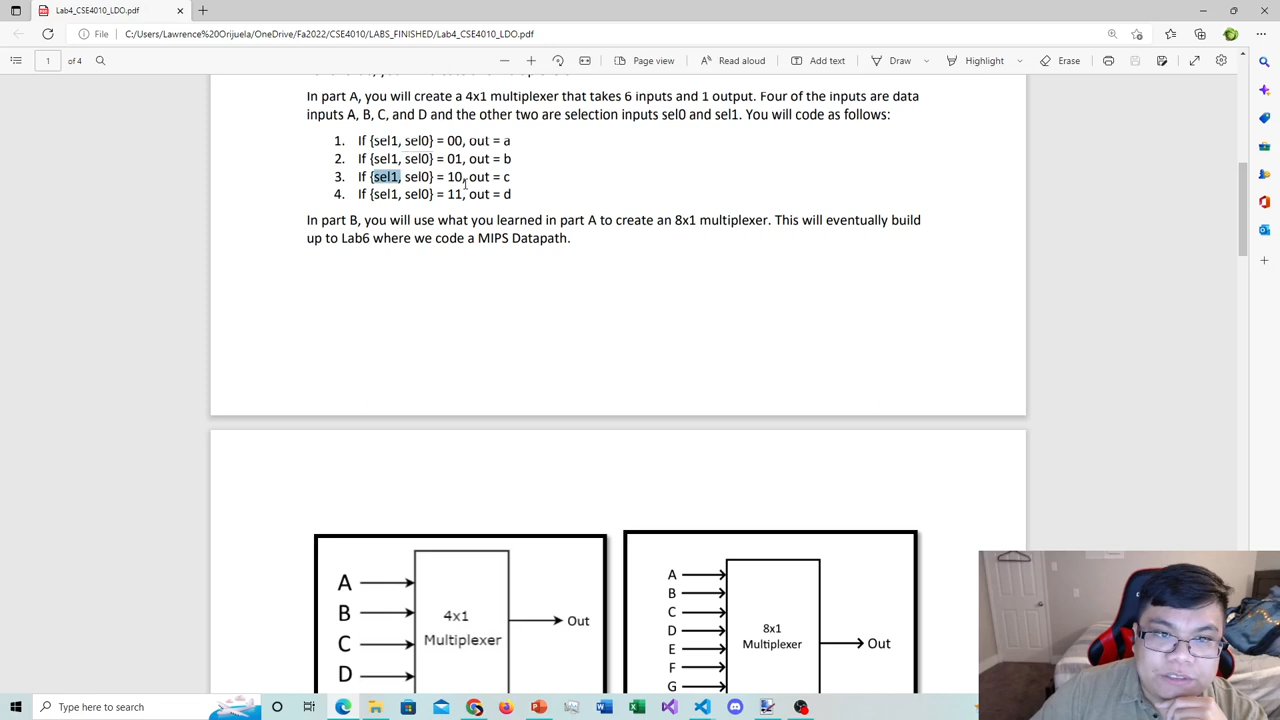 Lab4_CSE4010_LDO.pdf
File
C:/Users/Lawrence%20Orijuela/OneDrive/Fa2022/CSE4010/LABS_FINISHED/Lab4_CSE4010_LDO.pdf
1 of 4
Page view
Read aloud
Add text
Draw
Highlight
Erase
In part A, you will create a 4x1 multiplexer that takes 6 inputs and 1 output. Four of the inputs are data
inputs A, B, C, and D and the other two are selection inputs sel0 and sel1. You will code as follows:
1. If {sel1, sel0} = 00, out = a
2. If {sel1, sel0} = 01, out = b
3. If {sel1, sel0} = 10, out = c
4. If {sel1, sel0} = 11, out = d
In part B, you will use what you learned in part A to create an 8x1 multiplexer. This will eventually build
up to Lab6 where we code a MIPS Datapath.
A
B
C
D
4x1
Multiplexer
Out
A
B
C
D
E
F
G
8x1
Multiplexer
Out
Type here to search